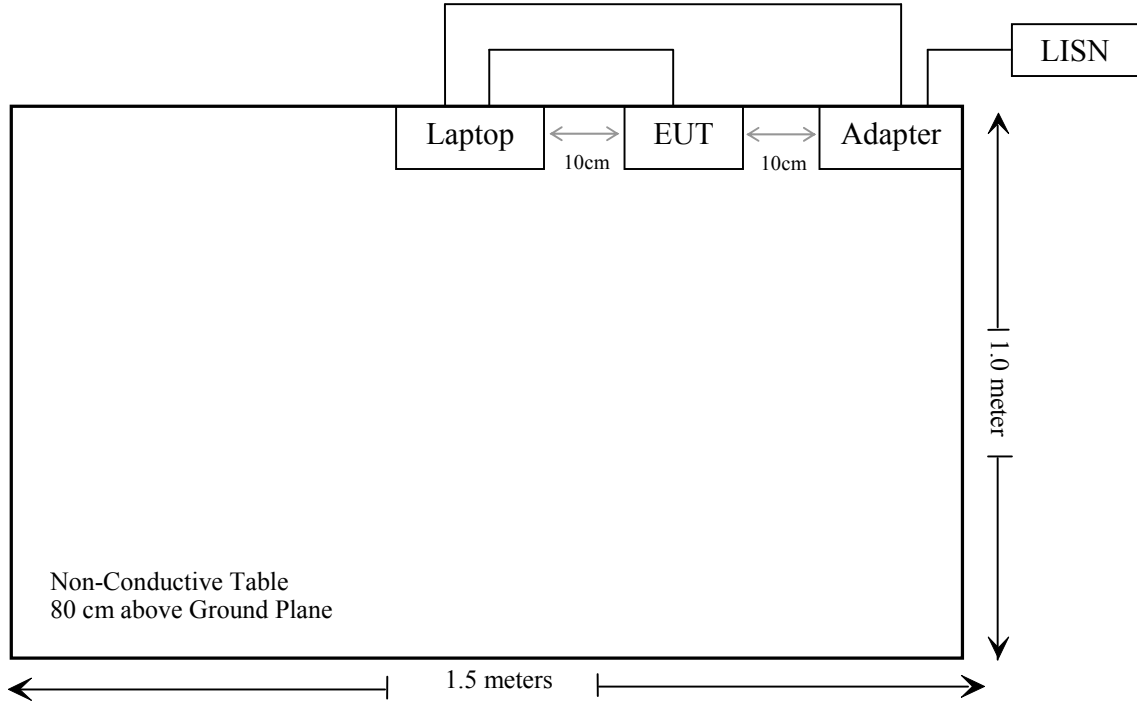 LISN
Laptop
EUT
Adapter
10cm
10cm
1.0 meter
Non-Conductive Table
80 cm above Ground Plane
1.5 meters